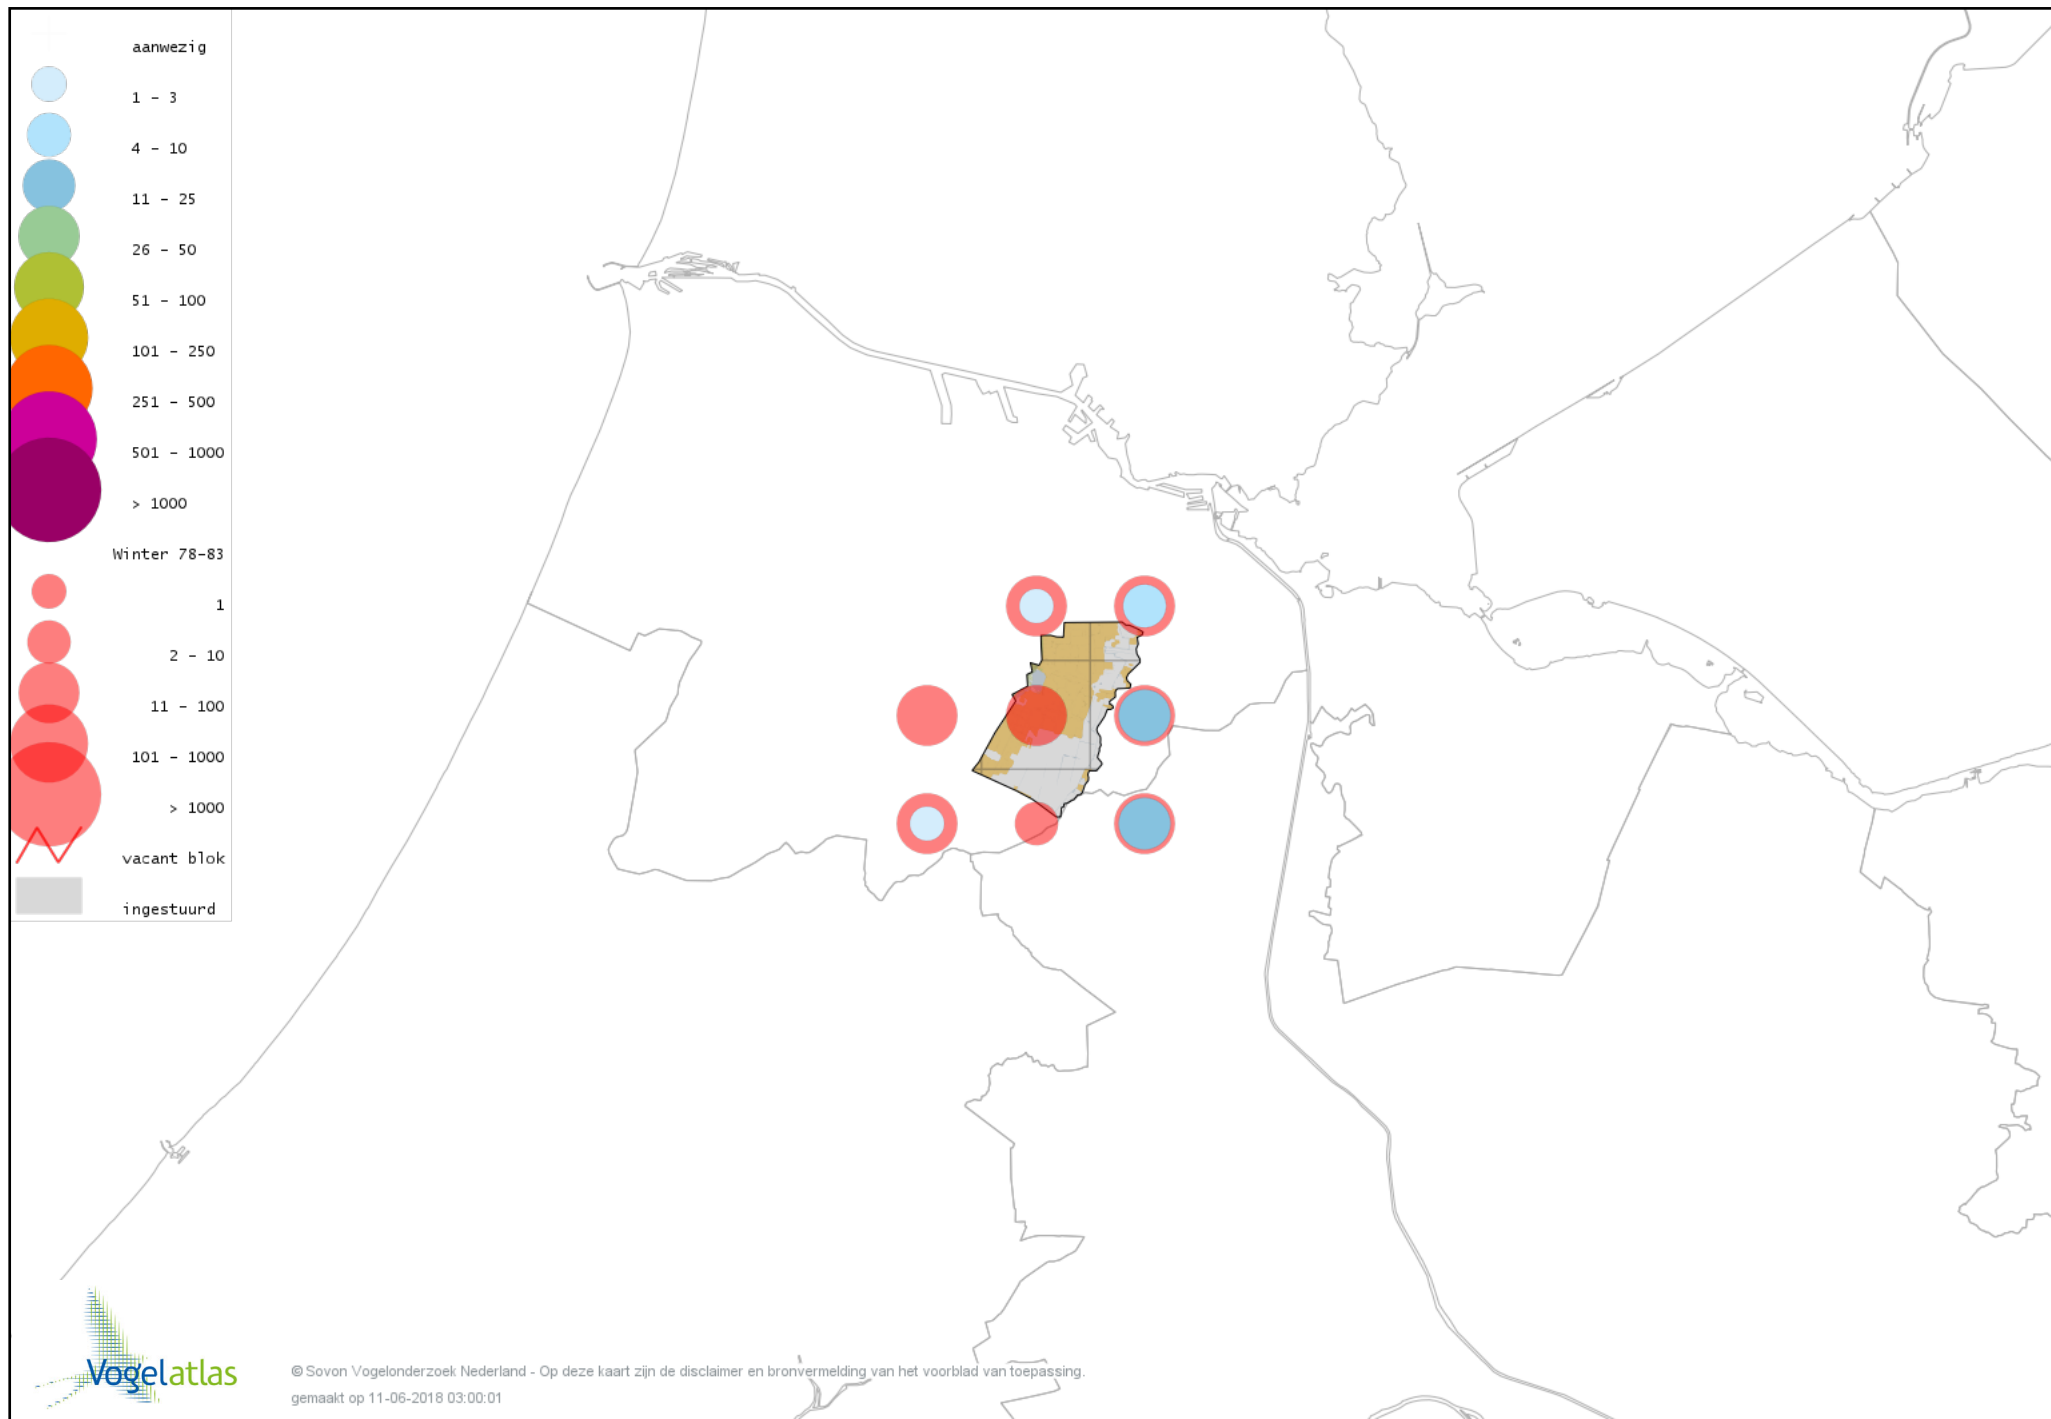 aanwezig
1 - 3
4 - 10
11 - 25
26 - 50
51 - 100
101 - 250
251 - 500
501 - 1000
> 1000
Winter 78-83
1
2 - 10
11 - 100
101 - 1000
> 1000
vacant blok
ingestuurd
Vogelatlas
© Sovon Vogelonderzoek Nederland - Op deze kaart zijn de disclaimer en bronvermelding van het voorblad van toepassing.
gemaakt op 11-06-2018 03:00:01